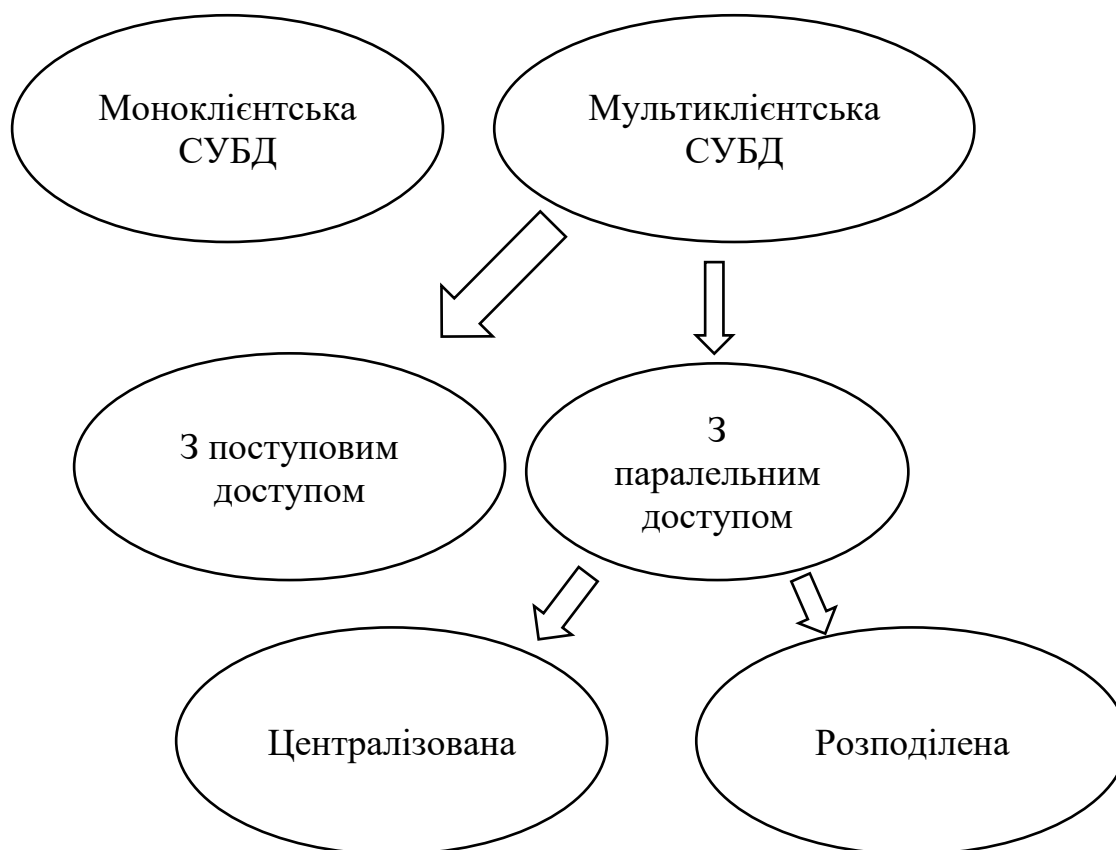 Моноклієнтська
СУБД
Мультиклієнтська
СУБД
З поступовим
доступом
З
паралельним
доступом
Централізована
Розподілена